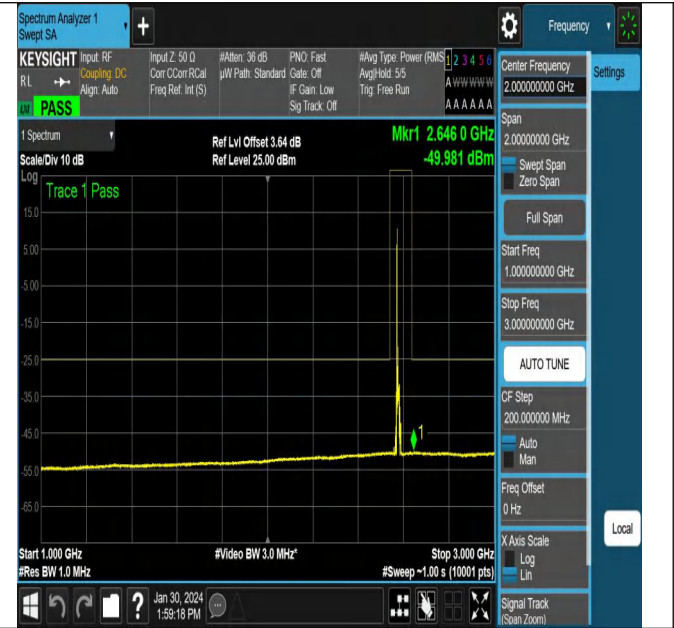 Spectrum Analyzer 1
Swept SA
+
Frequency
KEYSIGHT
RL
LXI PASS
Input: RF
Coupling: DC
Align: Auto
Input Z: 50 Ω
Corr CCorr RCal
Freq Ref: Int (S)
#Atten: 36 dB
µW Path: Standard
PNO: Fast
Gate: Off
IF Gain: Low
Sig Track: Off
#Avg Type: Power (RMS
Avg|Hold: 5/5
Trig: Free Run
1 2 3 4 5 6
A W W W W W
A A A A A A
1 Spectrum
Scale/Div 10 dB
Log
Ref Lvl Offset 3.64 dB
Ref Level 25.00 dBm
Mkr1 2.646 0 GHz
-49.981 dBm
Trace 1 Pass
15.0
5.00
-5.00
-15.0
-25.0
-35.0
-45.0
-55.0
-65.0
1
Start 1.000 GHz
#Res BW 1.0 MHz
#Video BW 3.0 MHz*
Stop 3.000 GHz
#Sweep ~1.00 s (10001 pts)
Center Frequency
2.000000000 GHz
Settings
Span
2.00000000 GHz
Swept Span
Zero Span
Full Span
Start Freq
1.000000000 GHz
Stop Freq
3.000000000 GHz
AUTO TUNE
CF Step
200.000000 MHz
Auto
Man
Freq Offset
0 Hz
X Axis Scale
Log
Lin
Local
Signal Track
(Span Zoom)
?
Jan 30, 2024
1:59:18 PM